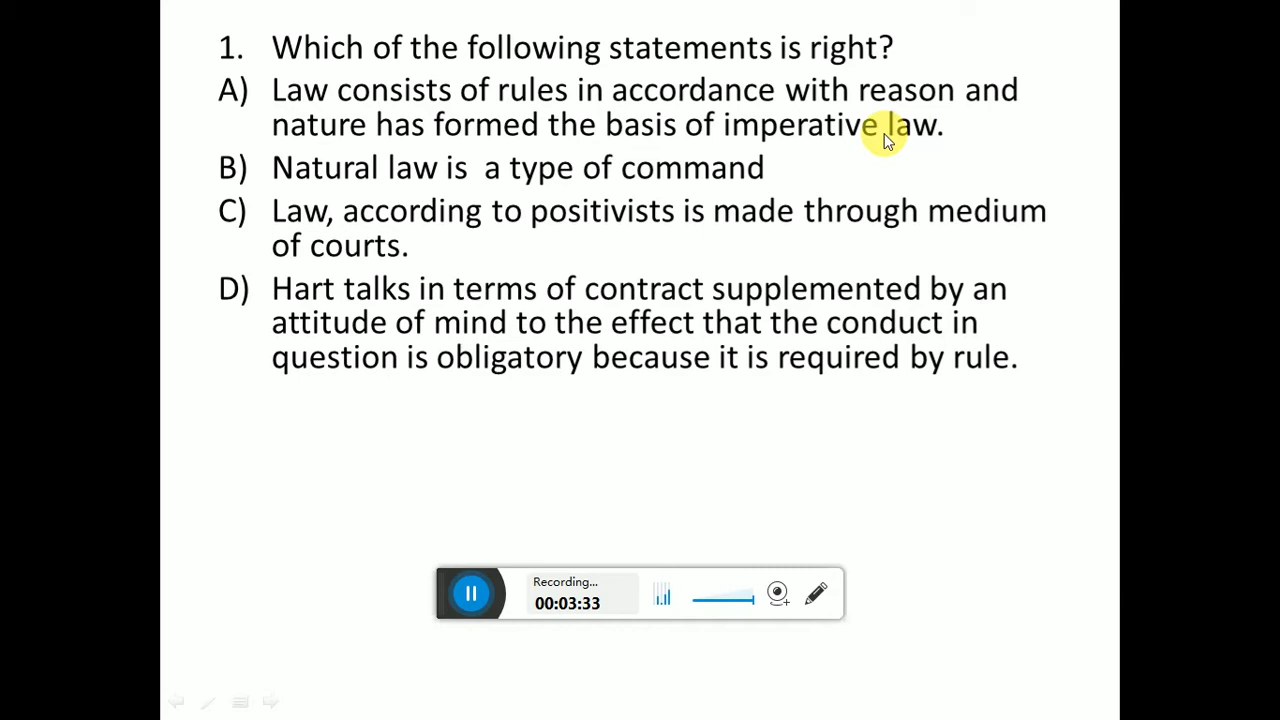 1. Which of the following statements is right?
A) Law consists of rules in accordance with reason and
nature has formed the basis of imperative law.
B) Natural law is a type of command
C) Law, according to positivists is made through medium
of courts.
D) Hart talks in terms of contract supplemented by an
attitude of mind to the effect that the conduct in
question is obligatory because it is required by rule.
Recording...
00:03:33